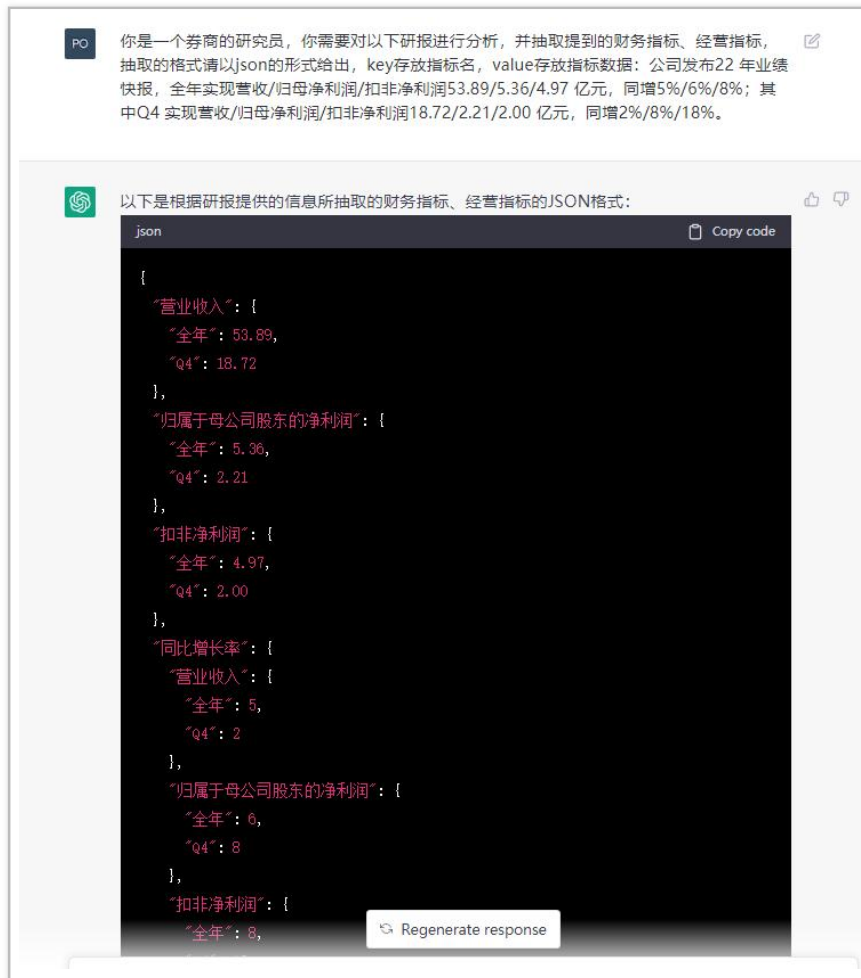 PO
你是一个券商的研究员，你需要对以下研报进行分析，并抽取提到的财务指标、经营指标，
抽取的格式请以json的形式给出，key存放指标名，value存放指标数据：公司发布22 年业绩
快报，全年实现营收/归母净利润/扣非净利润53.89/5.36/4.97 亿元，同增5%/6%/8%；其
中Q4 实现营收/归母净利润/扣非净利润18.72/2.21/2.00 亿元，同增2%/8%/18%。
以下是根据研报提供的信息所抽取的财务指标、经营指标的JSON格式：
json Copy code
{
"营业收入": {
"全年": 53.89,
"Q4": 18.72
},
"归属于母公司股东的净利润": {
"全年": 5.36,
"Q4": 2.21
},
"扣非净利润": {
"全年": 4.97,
"Q4": 2.00
},
"同比增长率": {
"营业收入": {
"全年": 5,
"Q4": 2
},
"归属于母公司股东的净利润": {
"全年": 6,
"Q4": 8
},
"扣非净利润": {
"全年": 8,
Regenerate response